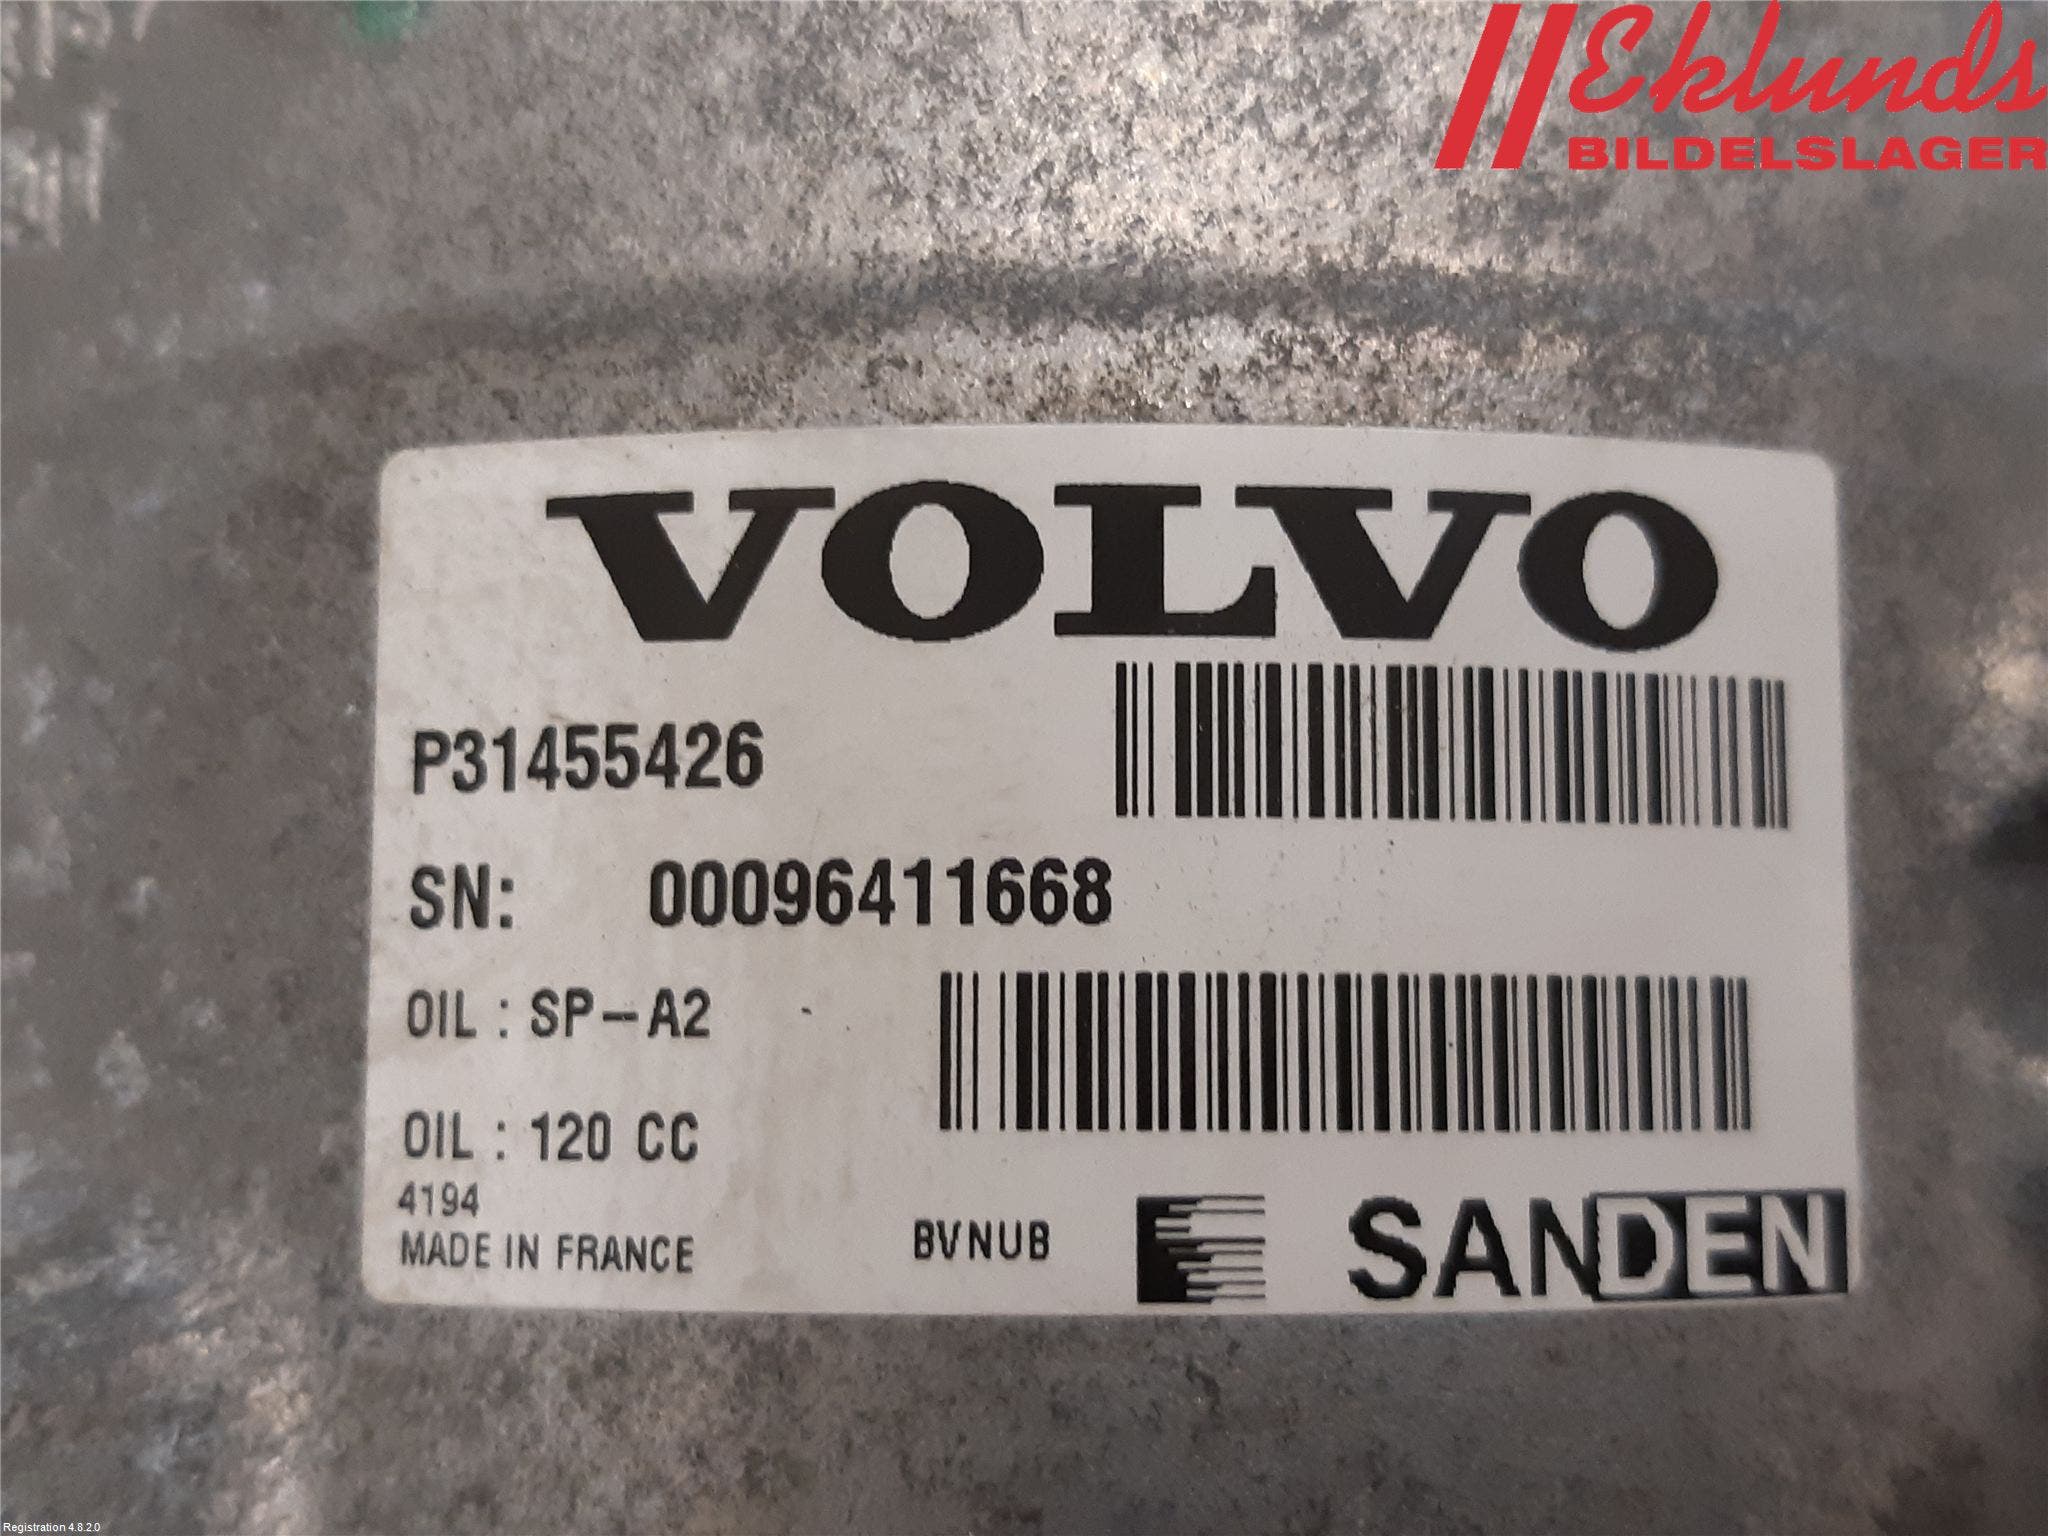 Eklunds
BILDELSLAGER
VOLVO
P31455426
SN: 00096411668
OIL : SP-A2
OIL : 120 CC
4194
MADE IN FRANCE
BVNUB
SANDEN
Registration 4.8.2.0